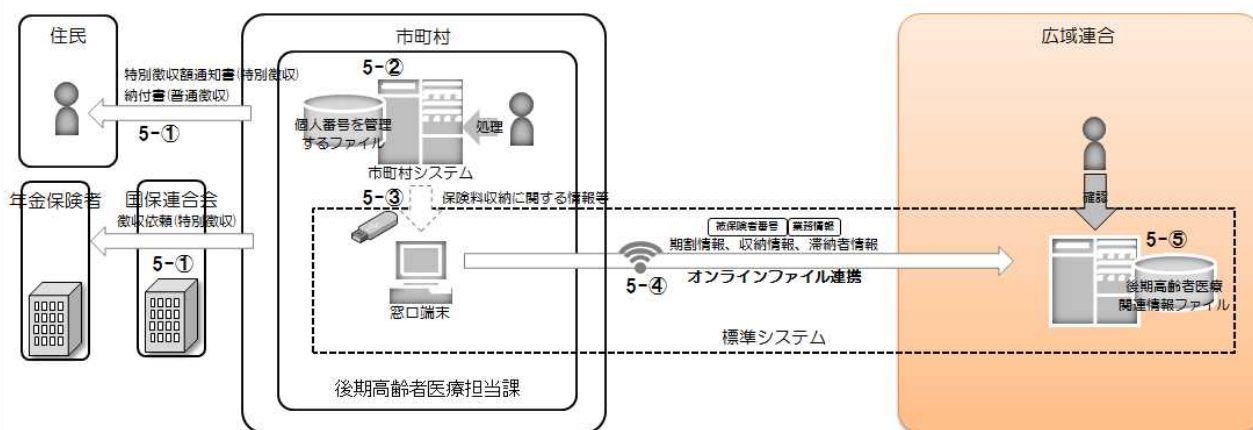 住民
特別徴収額通知書(特別徴収)
納付書(普通徴収)
5-①
年金保険者
国保連合会
徴収依頼(特別徴収)
5-①
市町村
5-②
個人番号を管理
するファイル
処理
市町村システム
5-③
保険料収納に関する情報等
窓口端末
後期高齢者医療担当課
被保険者番号
業務情報
期割情報、収納情報、滞納者情報
5-④
オンラインファイル連携
標準システム
広域連合
確認
5-⑤
後期高齢者医療
関連情報ファイル